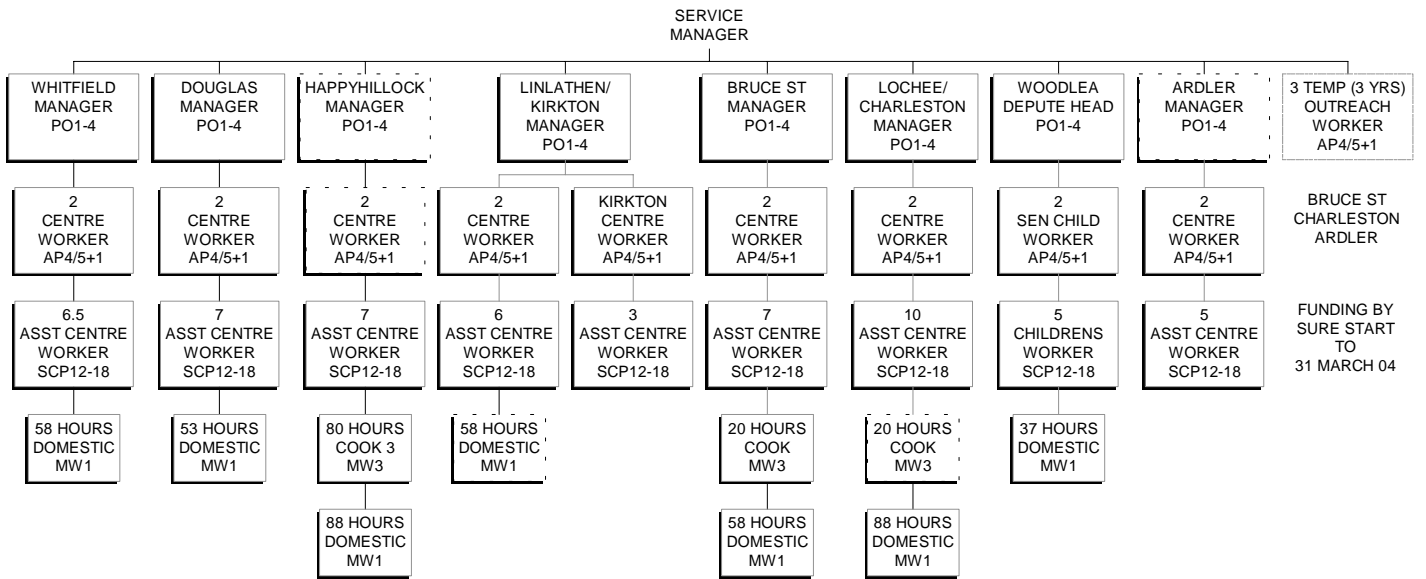 SERVICE
MANAGER
WHITFIELD
MANAGER
PO1-4
DOUGLAS
MANAGER
PO1-4
HAPPYHILLOCK
MANAGER
PO1-4
LINLATHEN/
KIRKTON
MANAGER
PO1-4
BRUCE ST
MANAGER
PO1-4
LOCHEE/
CHARLESTON
MANAGER
PO1-4
WOODLEA
DEPUTE HEAD
PO1-4
ARDLER
MANAGER
PO1-4
3 TEMP (3 YRS)
OUTREACH
WORKER
AP4/5+1
2
CENTRE
WORKER
AP4/5+1
2
CENTRE
WORKER
AP4/5+1
2
CENTRE
WORKER
AP4/5+1
2
CENTRE
WORKER
AP4/5+1
KIRKTON
CENTRE
WORKER
AP4/5+1
2
CENTRE
WORKER
AP4/5+1
2
CENTRE
WORKER
AP4/5+1
2
SEN CHILD
WORKER
AP4/5+1
2
CENTRE
WORKER
AP4/5+1
BRUCE ST
CHARLESTON
ARDLER
6.5
ASST CENTRE
WORKER
SCP12-18
7
ASST CENTRE
WORKER
SCP12-18
7
ASST CENTRE
WORKER
SCP12-18
6
ASST CENTRE
WORKER
SCP12-18
3
ASST CENTRE
WORKER
SCP12-18
7
ASST CENTRE
WORKER
SCP12-18
10
ASST CENTRE
WORKER
SCP12-18
5
CHILDRENS
WORKER
SCP12-18
5
ASST CENTRE
WORKER
SCP12-18
FUNDING BY
SURE START
TO
31 MARCH 04
58 HOURS
DOMESTIC
MW1
53 HOURS
DOMESTIC
MW1
80 HOURS
COOK 3
MW3
58 HOURS
DOMESTIC
MW1
20 HOURS
COOK
MW3
20 HOURS
COOK
MW3
37 HOURS
DOMESTIC
MW1
88 HOURS
DOMESTIC
MW1
58 HOURS
DOMESTIC
MW1
88 HOURS
DOMESTIC
MW1